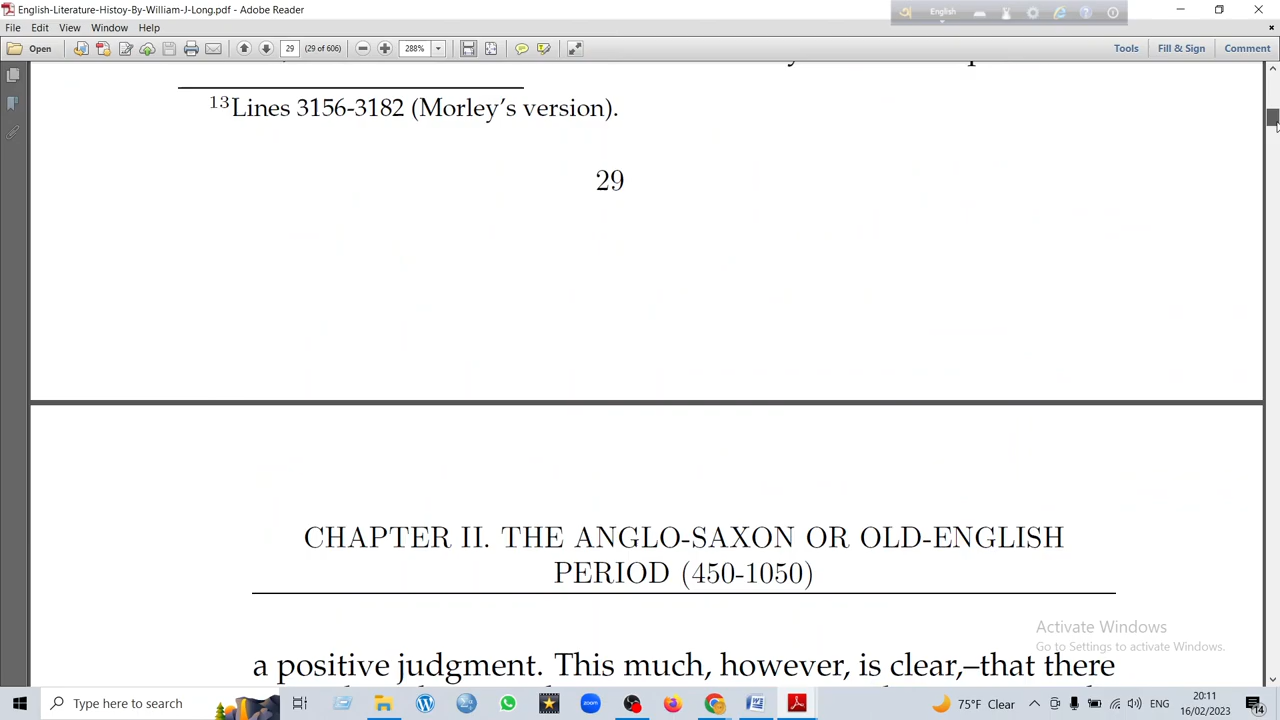 English-Literature-Histoy-By-William-J-Long.pdf - Adobe Reader
English
File Edit View Window Help
Open 29 (29 of 606) 288% Tools Fill & Sign Comment
13Lines 3156-3182 (Morley's version).
29
CHAPTER II. THE ANGLO-SAXON OR OLD-ENGLISH
PERIOD (450-1050)
a positive judgment. This much, however, is clear,–that there
Activate Windows
Go to Settings to activate Windows.
Type here to search
zoom
75°F Clear
ENG
20:11
16/02/2023
14